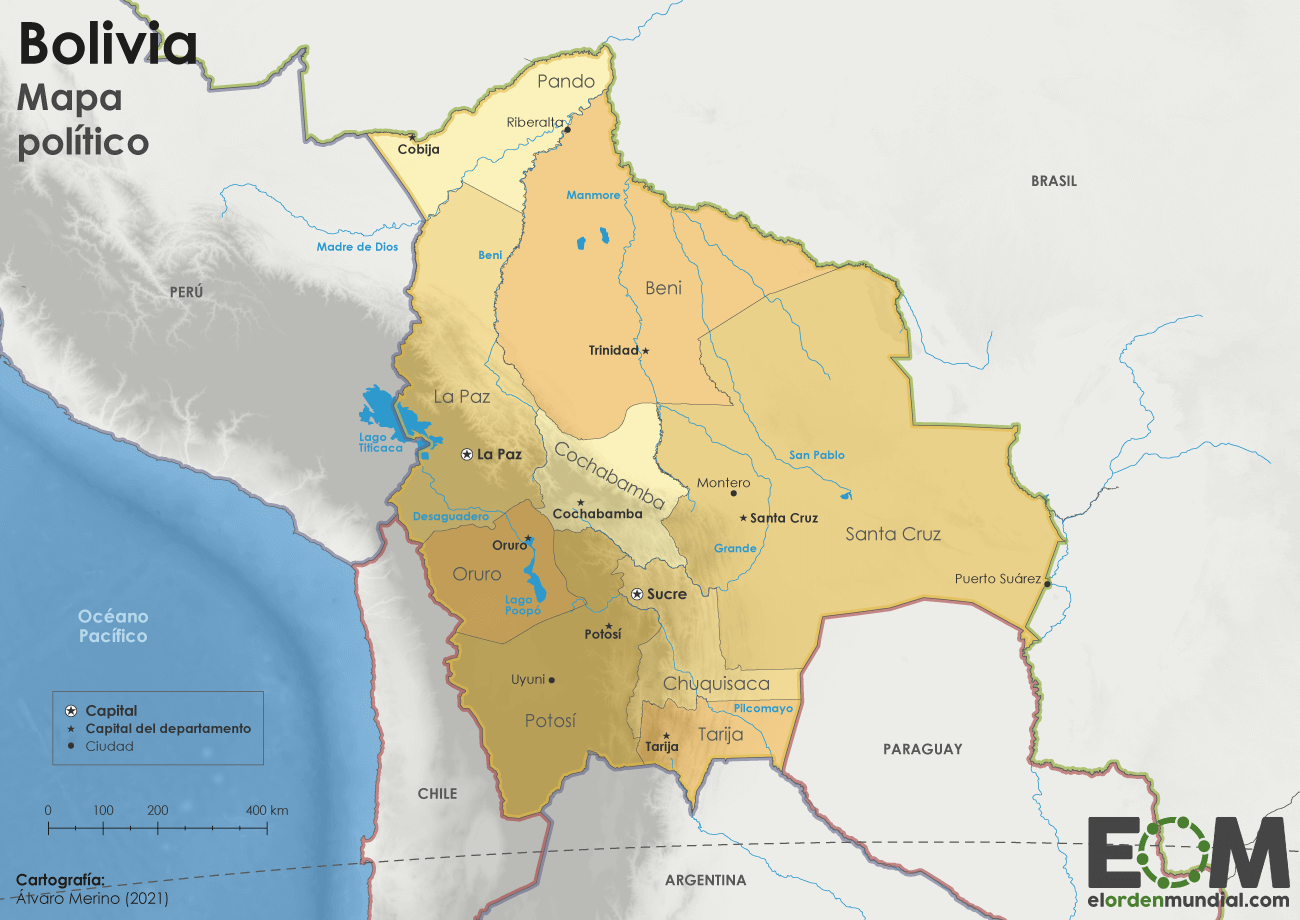 Bolivia
Mapa
político
Pando
Riberalta
Cobija
BRASIL
Manmore
Madre de Dios
Beni
PERÚ
Beni
Trinidad
La Paz
Lago
Titicaca
La Paz
Cochabamba
San Pablo
Montero
Cochabamba
Desaguadero
Santa Cruz
Santa Cruz
Oruro
Grande
Oruro
Puerto Suárez
Lago
Poopó
Sucre
Océano
Pacífico
Potosí
Uyuni
Chuquisaca
Pilcomayo
Potosí
Tarija
Tarija
PARAGUAY
Capital
Capital del departamento
Ciudad
CHILE
0 100 200 400 km
ARGENTINA
Cartografía:
Álvaro Merino (2021)
EOM
elordenmundial.com